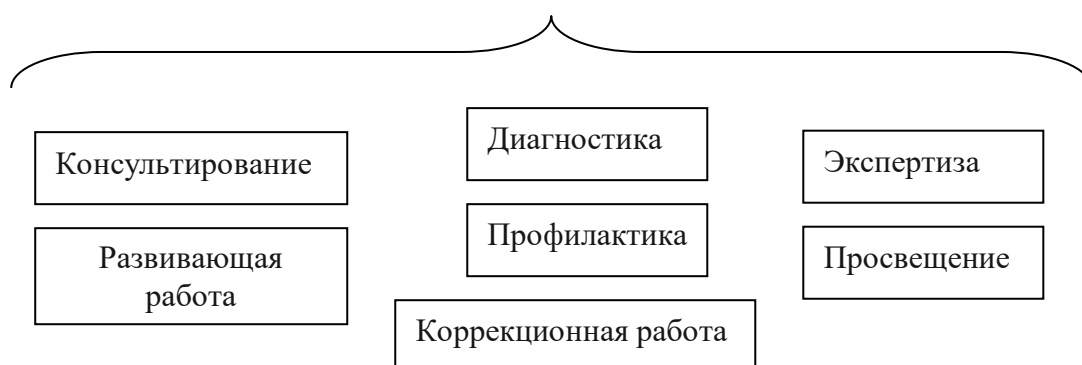 Консультирование
Развивающая
работа
Диагностика
Профилактика
Коррекционная работа
Экспертиза
Просвещение